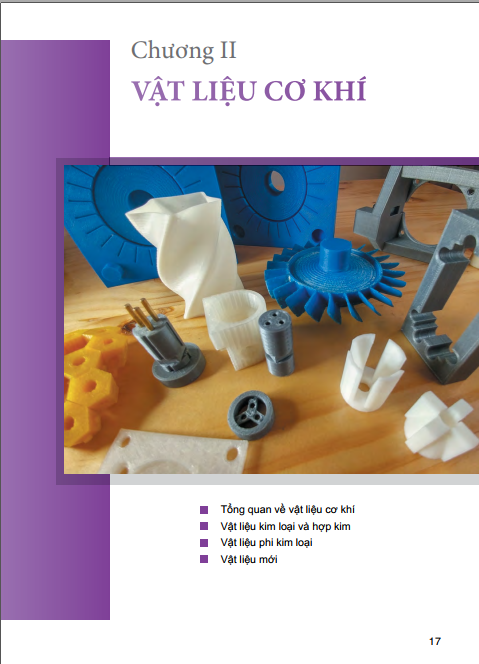 Chương II
VẬT LIỆU CƠ KHÍ
Tổng quan về vật liệu cơ khí
Vật liệu kim loại và hợp kim
Vật liệu phi kim loại
Vật liệu mới
17